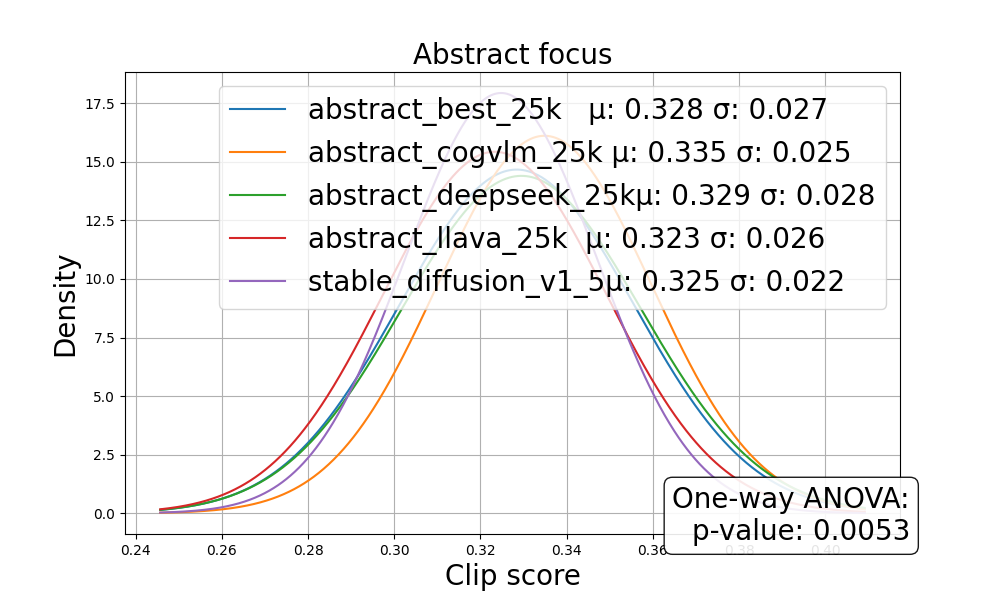 Abstract focus
abstract_best_25k μ: 0.328 σ: 0.027
abstract_cogvlm_25k μ: 0.335 σ: 0.025
abstract_deepseek_25kμ: 0.329 σ: 0.028
abstract_llava_25k μ: 0.323 σ: 0.026
stable_diffusion_v1_5μ: 0.325 σ: 0.022
17.5
15.0
12.5
10.0
7.5
5.0
2.5
0.0
Density
One-way ANOVA:
p-value: 0.0053
0.24 0.26 0.28 0.30 0.32 0.34 0.36 0.38 0.40
Clip score